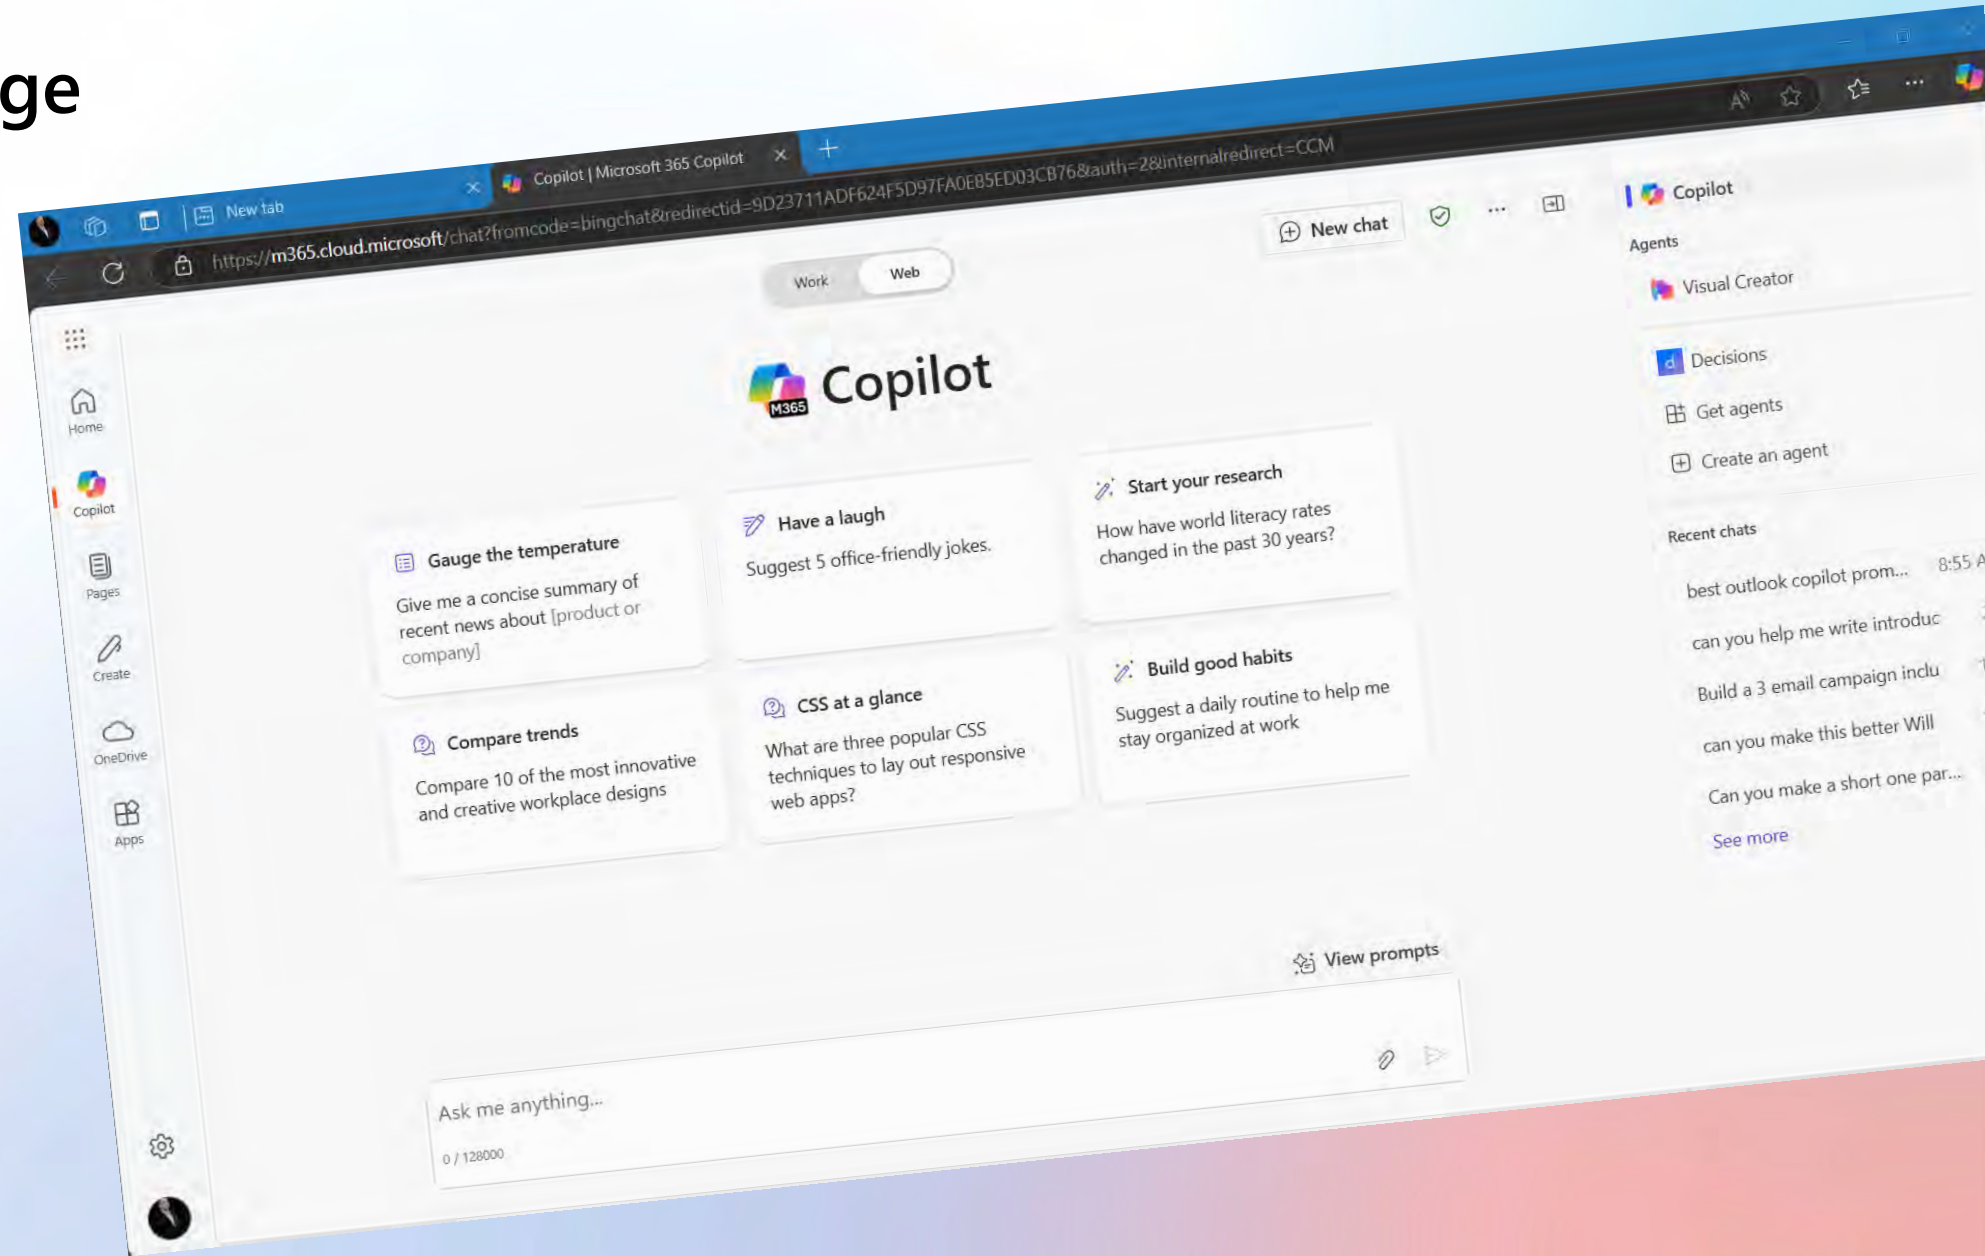 ge
New tab
Copilot | Microsoft 365 Copilot
https://m365.cloud.microsoft/chat?fromcode=bingchat&redirectid=9D23711ADF624F5D97FA0E85ED03CB76&auth=2&internalredirect=CCM
Work
Web
New chat
Home
Copilot
Pages
Create
OneDrive
Apps
M365
Copilot
Gauge the temperature
Give me a concise summary of
recent news about [product or
company]
Have a laugh
Suggest 5 office-friendly jokes.
Start your research
How have world literacy rates
changed in the past 30 years?
Compare trends
Compare 10 of the most innovative
and creative workplace designs
CSS at a glance
What are three popular CSS
techniques to lay out responsive
web apps?
Build good habits
Suggest a daily routine to help me
stay organized at work
View prompts
Ask me anything...
0 / 128000
Copilot
Agents
Visual Creator
d Decisions
Get agents
Create an agent
Recent chats
best outlook copilot prom... 8:55 A
can you help me write introduc
Build a 3 email campaign inclu
can you make this better Will
Can you make a short one par...
See more